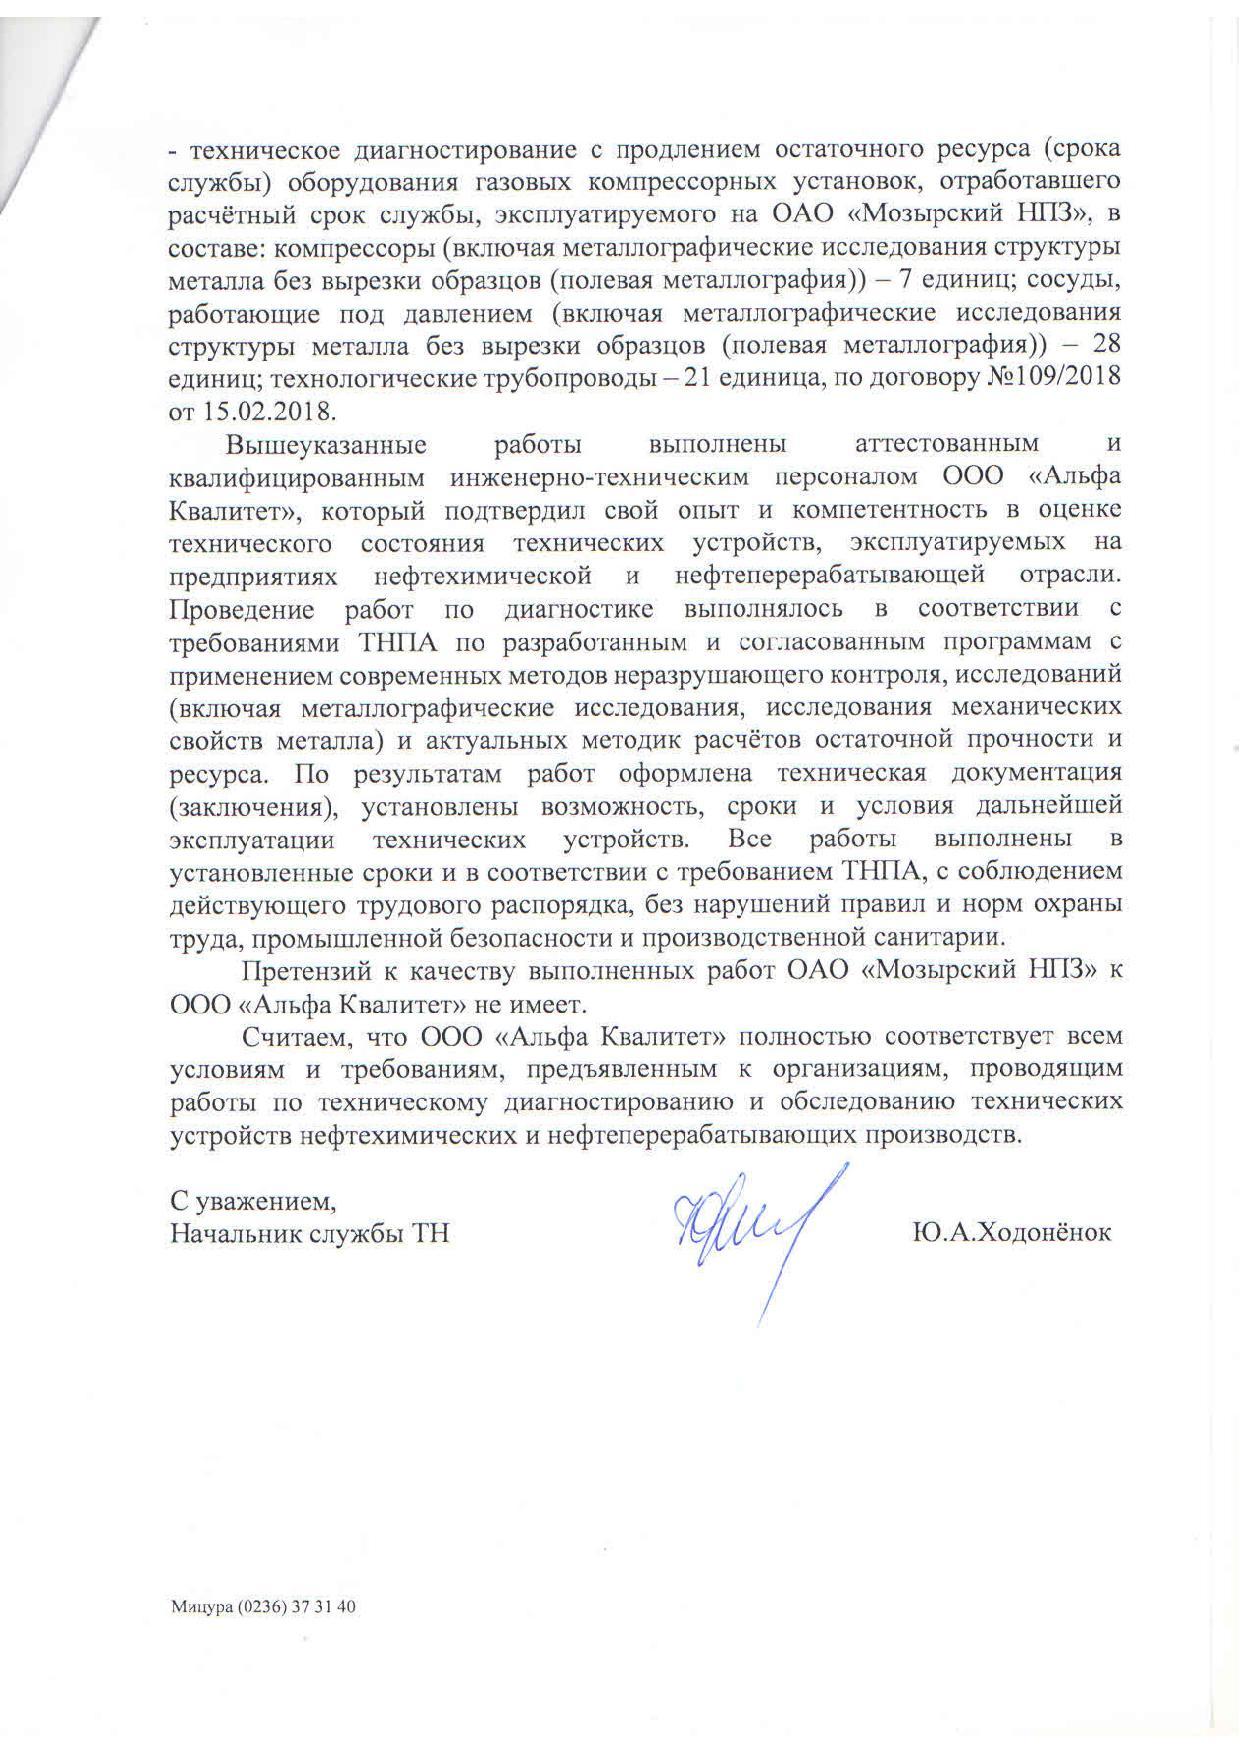 - техническое диагностирование с продлением остаточного ресурса (срока
службы) оборудования газовых компрессорных установок, отработавшего
расчётный срок службы, эксплуатируемого на ОАО «Мозырский НПЗ», в
составе: компрессоры (включая металлографические исследования структуры
металла без вырезки образцов (полевая металлография)) – 7 единиц; сосуды,
работающие под давлением (включая металлографические исследования
структуры металла без вырезки образцов (полевая металлография)) – 28
единиц; технологические трубопроводы – 21 единица, по договору №109/2018
от 15.02.2018.
Вышеуказанные работы выполнены аттестованным и
квалифицированным инженерно-техническим персоналом ООО «Альфа
Квалитет», который подтвердил свой опыт и компетентность в оценке
технического состояния технических устройств, эксплуатируемых на
предприятиях нефтехимической и нефтеперерабатывающей отрасли.
Проведение работ по диагностике выполнялось в соответствии с
требованиями ТНПА по разработанным и согласованным программам с
применением современных методов неразрушающего контроля, исследований
(включая металлографические исследования, исследования механических
свойств металла) и актуальных методик расчётов остаточной прочности и
ресурса. По результатам работ оформлена техническая документация
(заключения), установлены возможность, сроки и условия дальнейшей
эксплуатации технических устройств. Все работы выполнены в
установленные сроки и в соответствии с требованием ТНПА, с соблюдением
действующего трудового распорядка, без нарушений правил и норм охраны
труда, промышленной безопасности и производственной санитарии.
Претензий к качеству выполненных работ ОАО «Мозырский НПЗ» к
ООО «Альфа Квалитет» не имеет.
Считаем, что ООО «Альфа Квалитет» полностью соответствует всем
условиям и требованиям, предъявленным к организациям, проводящим
работы по техническому диагностированию и обследованию технических
устройств нефтехимических и нефтеперерабатывающих производств.
С уважением,
Начальник службы ТН Ю.А.Ходонёнок
Мицура (0236) 37 31 40